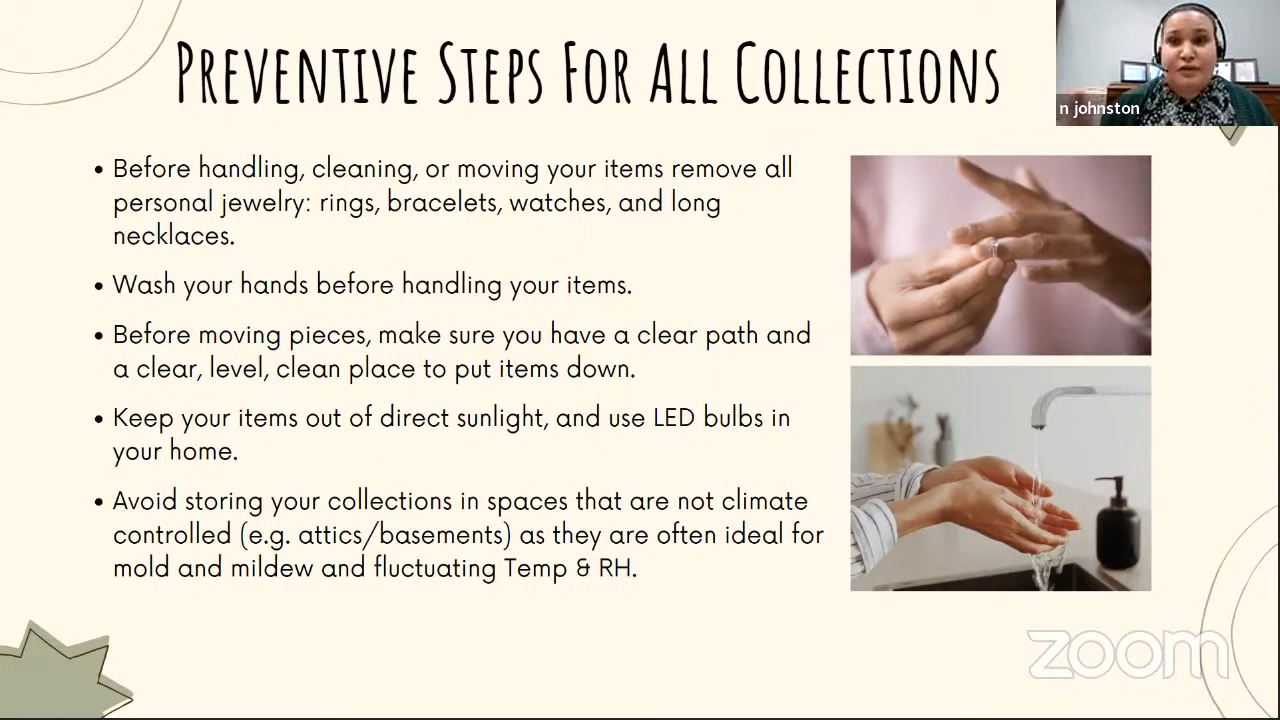 Preventive Steps For All Collections
n johnston
• Before handling, cleaning, or moving your items remove all
personal jewelry: rings, bracelets, watches, and long
necklaces.
• Wash your hands before handling your items.
• Before moving pieces, make sure you have a clear path and
a clear, level, clean place to put items down.
• Keep your items out of direct sunlight, and use LED bulbs in
your home.
• Avoid storing your collections in spaces that are not climate
controlled (e.g. attics/basements) as they are often ideal for
mold and mildew and fluctuating Temp & RH.
zoom